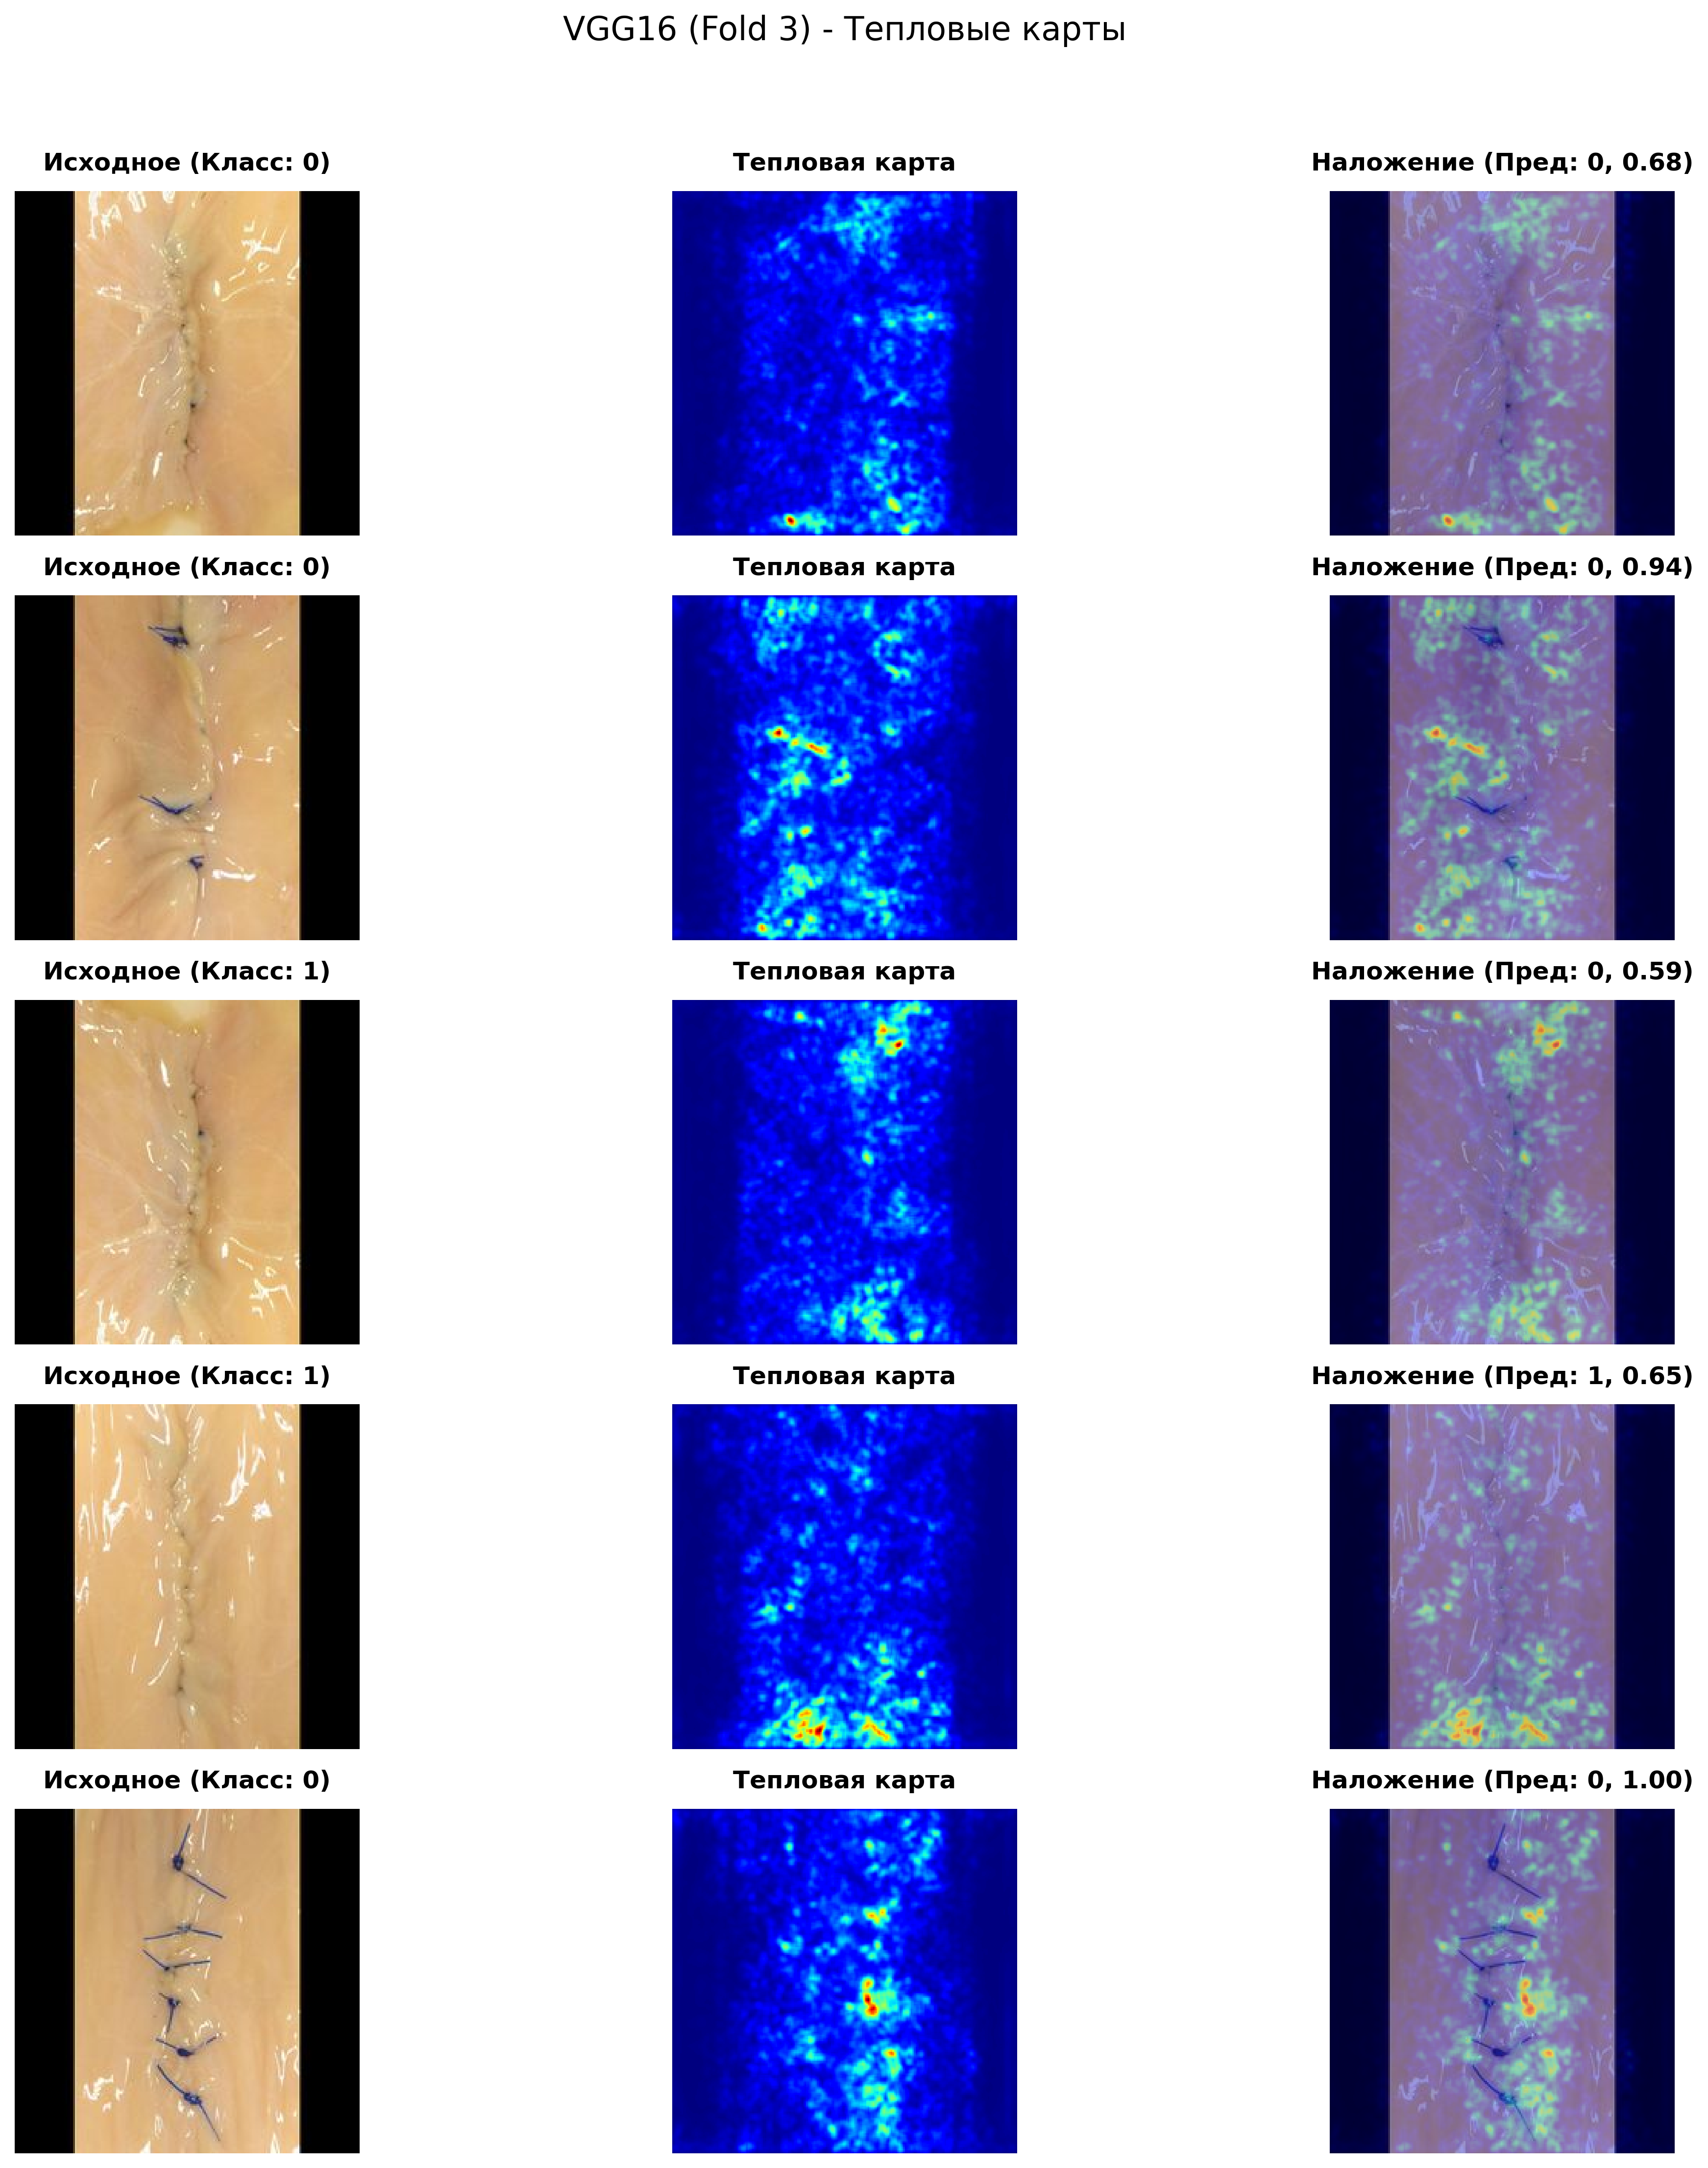 VGG16 (Fold 3) - Тепловые карты
Исходное (Класс: 0)
Тепловая карта
Наложение (Пред: 0, 0.68)
Исходное (Класс: 0)
Тепловая карта
Наложение (Пред: 0, 0.94)
Исходное (Класс: 1)
Тепловая карта
Наложение (Пред: 0, 0.59)
Исходное (Класс: 1)
Тепловая карта
Наложение (Пред: 1, 0.65)
Исходное (Класс: 0)
Тепловая карта
Наложение (Пред: 0, 1.00)